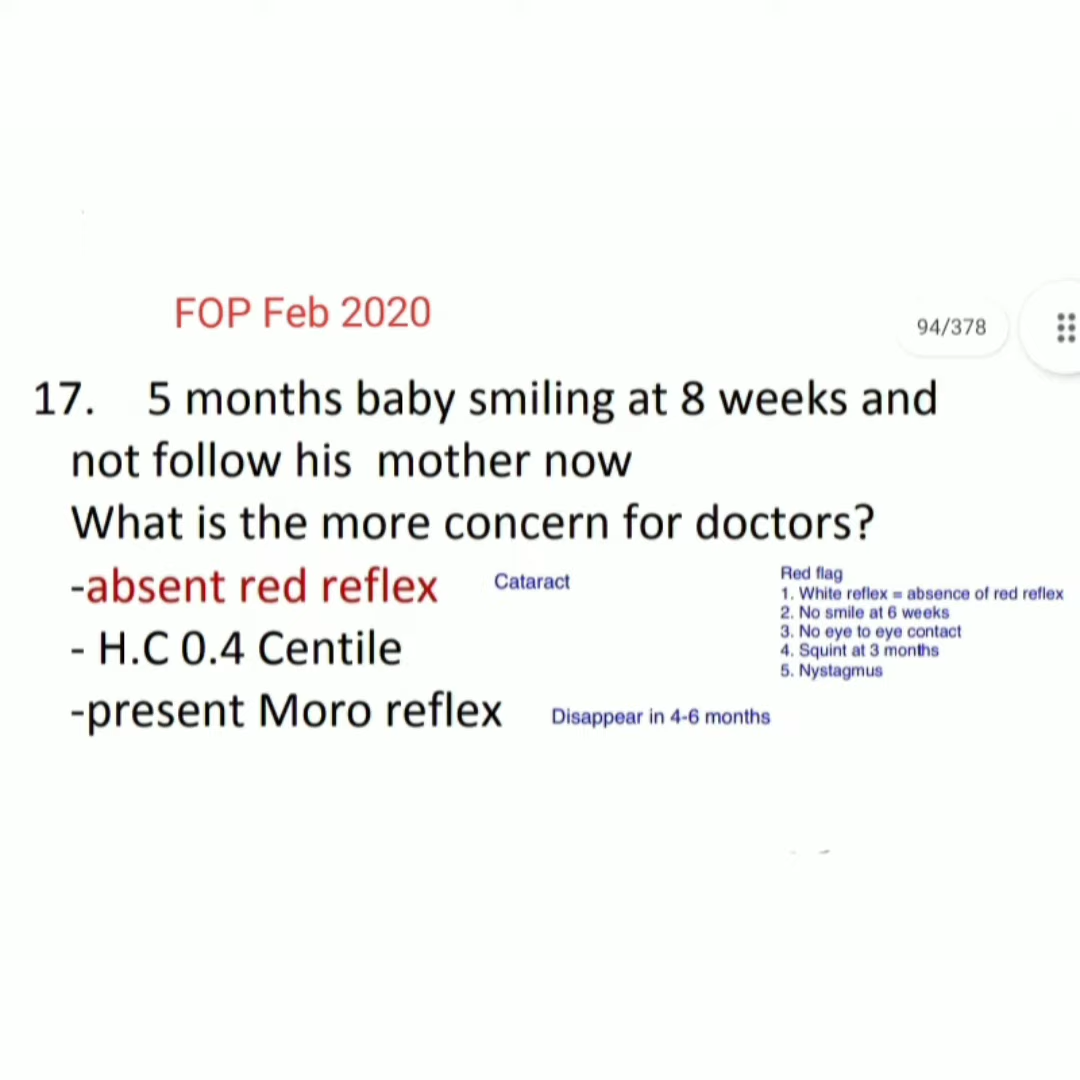 FOP Feb 2020
94/378
17. 5 months baby smiling at 8 weeks and
not follow his mother now
What is the more concern for doctors?
-absent red reflex
Cataract
- H.C 0.4 Centile
-present Moro reflex
Disappear in 4-6 months
Red flag
1. White reflex = absence of red reflex
2. No smile at 6 weeks
3. No eye to eye contact
4. Squint at 3 months
5. Nystagmus